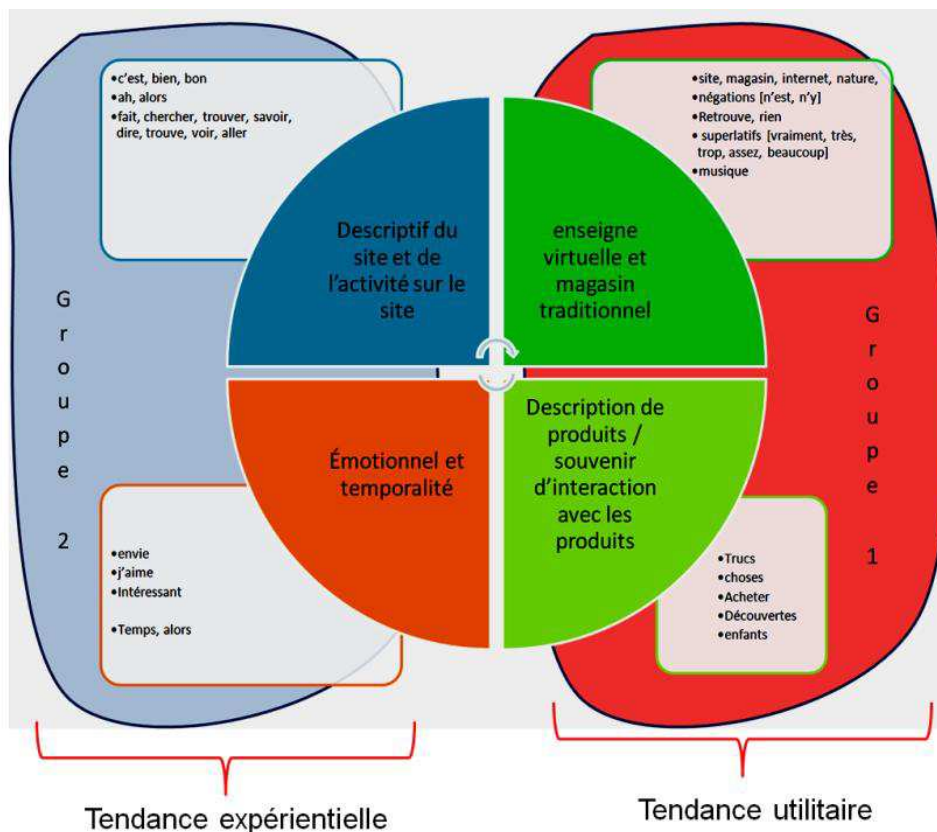 •c'est, bien, bon
•ah, alors
•fait, chercher, trouver, savoir,
dire, trouve, voir, aller
•site, magasin, internet, nature,
•négations [n'est, n'y]
•Retrouve, rien
• superlatifs [vraiment, très,
trop, assez, beaucoup]
•musique
Descriptif du
site et de
l'activité sur le
site
enseigne
virtuelle et
magasin
traditionnel
Groupe 2
Groupe 1
Émotionnel et
temporalité
Description de
produits /
souvenir
d'interaction
avec les
produits
•envie
•j'aime
•Intéressant
•Temps, alors
•Trucs
•choses
•Acheter
•Découvertes
•enfants
Tendance expérientielle
Tendance utilitaire